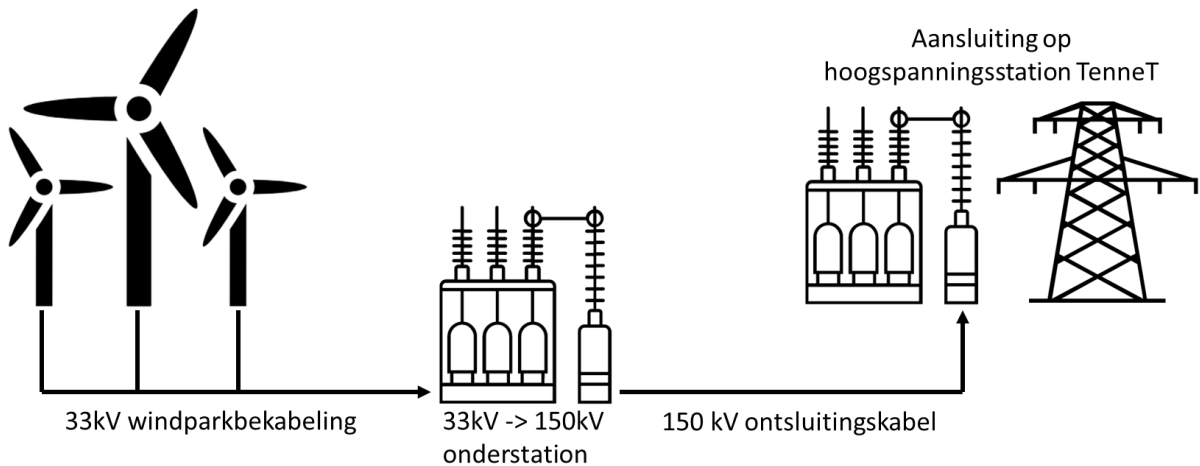 Aansluiting op
hoogspanningsstation TenneT
33kV windparkbekabeling
33kV -> 150kV
onderstation
150 kV ontsluitingskabel